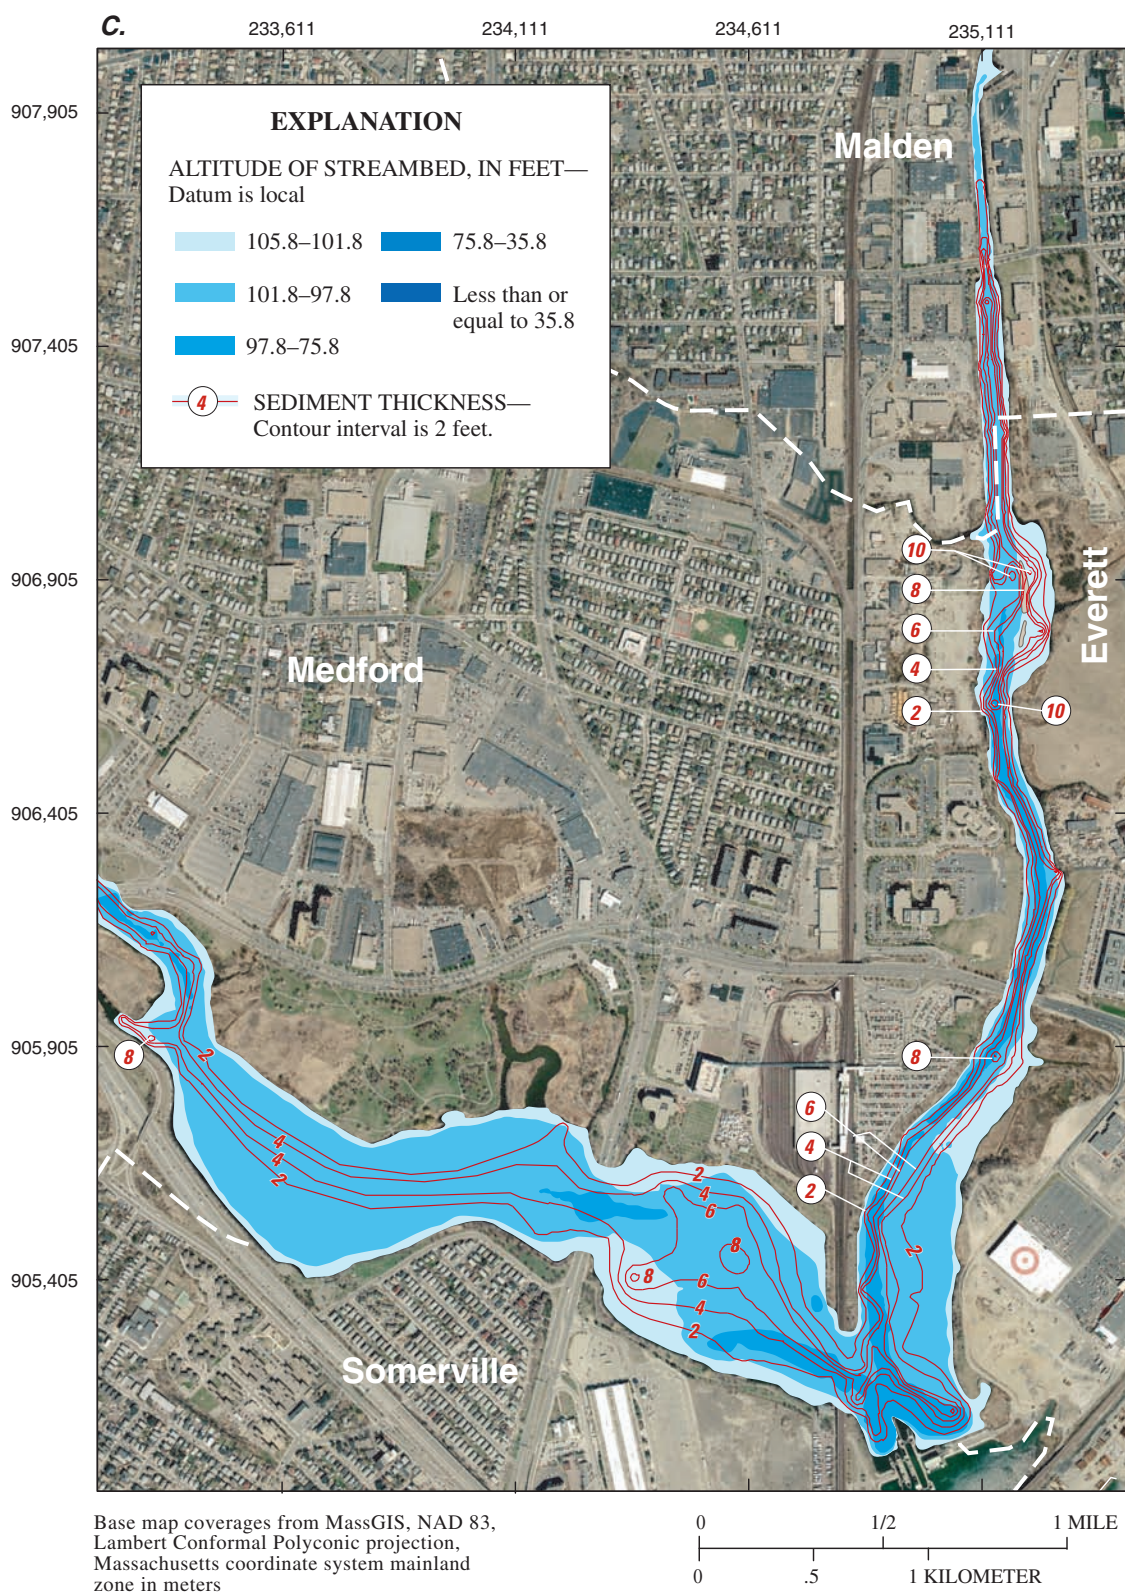 C.
233,611
234,111
234,611
235,111
907,905
907,405
906,905
906,405
905,905
905,405
EXPLANATION
ALTITUDE OF STREAMBED, IN FEET—
Datum is local
105.8–101.8
75.8–35.8
101.8–97.8
Less than or
equal to 35.8
97.8–75.8
4
SEDIMENT THICKNESS—
Contour interval is 2 feet.
Malden
Everett
Medford
Somerville
10
8
6
4
2
10
8
6
4
2
2
8
2
4
4
2
2
4
6
8
8
6
4
2
Base map coverages from MassGIS, NAD 83,
Lambert Conformal Polyconic projection,
Massachusetts coordinate system mainland
zone in meters
0
1/2
1 MILE
0
.5
1 KILOMETER